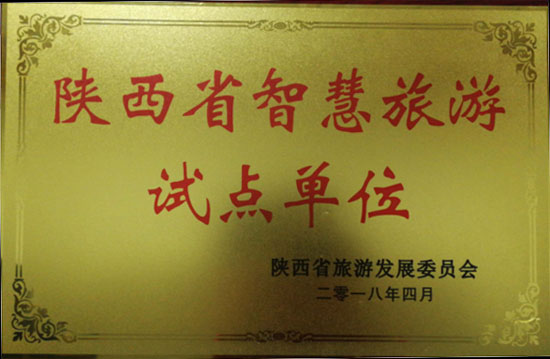 陕西省智慧旅游
试点单位
陕西省旅游发展委员会
二零一八年四月